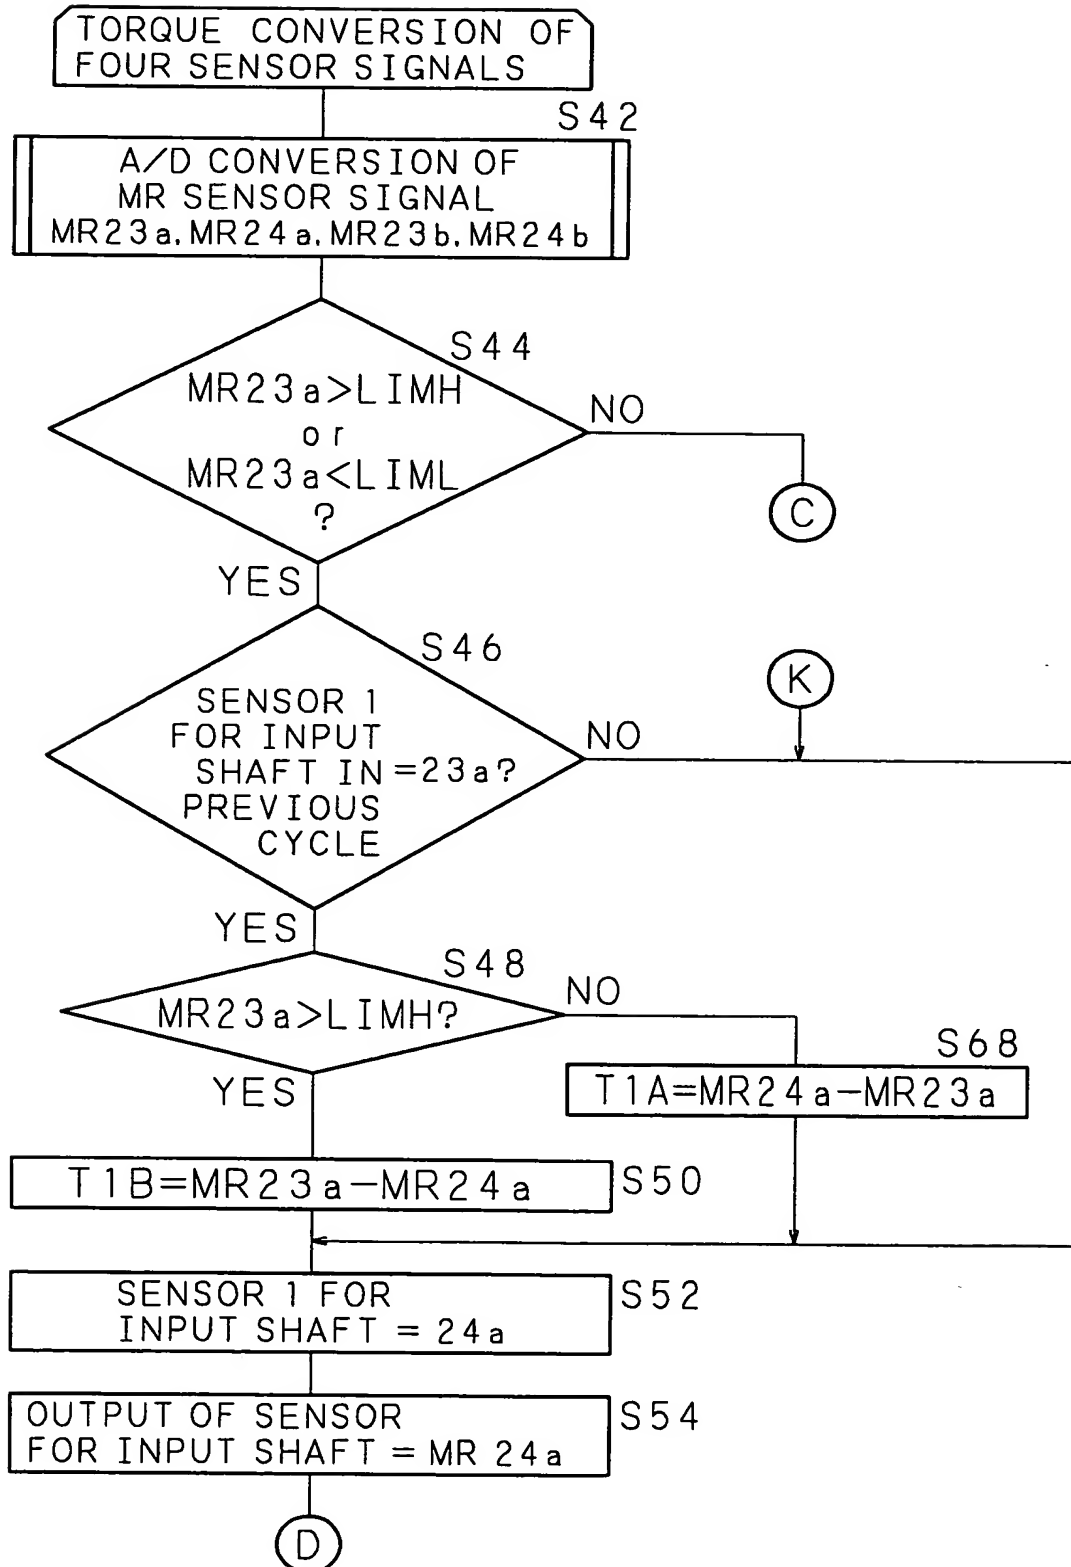 TORQUE CONVERSION OF
FOUR SENSOR SIGNALS
S42
A/D CONVERSION OF
MR SENSOR SIGNAL
MR23a, MR24a, MR23b, MR24b
S44
MR23a>LIMH
or
MR23a<LIML
?
NO
C
YES
S46
K
SENSOR 1
FOR INPUT
SHAFT IN =23a?
PREVIOUS
CYCLE
NO
YES
S48
MR23a>LIMH?
NO
S68
YES
T1A=MR24a-MR23a
T1B=MR23a-MR24a
S50
SENSOR 1 FOR
INPUT SHAFT = 24a
S52
OUTPUT OF SENSOR
FOR INPUT SHAFT = MR 24a
S54
D